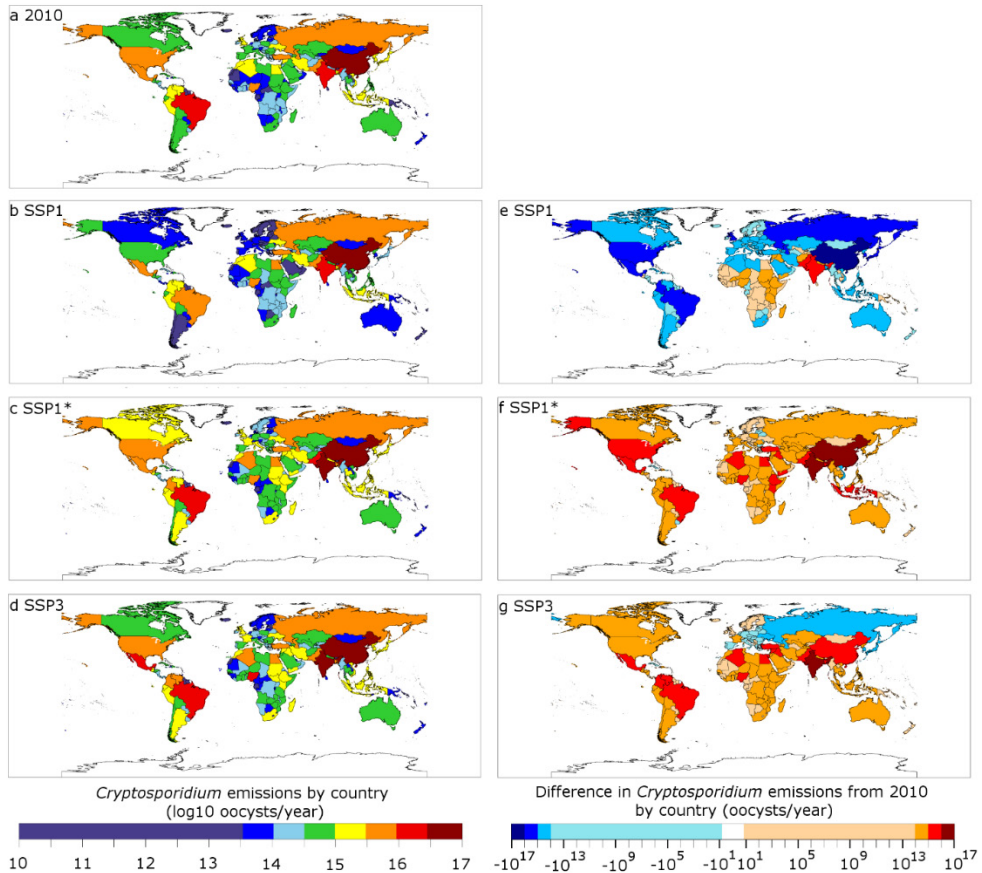 a 2010
b SSP1
e SSP1
c SSP1*
f SSP1*
d SSP3
g SSP3
Cryptosporidium emissions by country
(log10 oocysts/year)
10 11 12 13 14 15 16 17
Difference in Cryptosporidium emissions from 2010
by country (oocysts/year)
-10^17 -10^13 -10^9 -10^5 -10^1 10^1 10^5 10^9 10^13 10^17